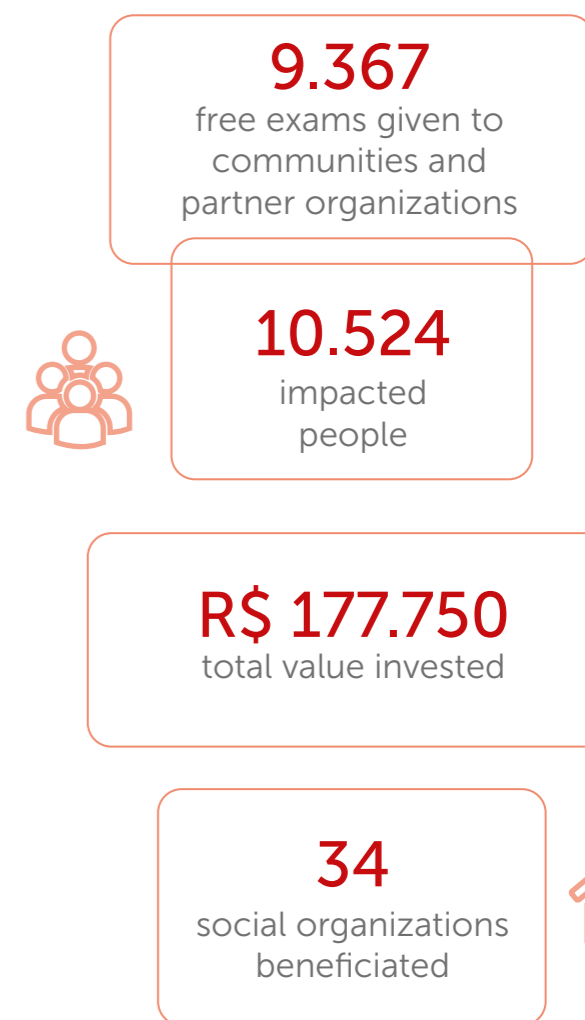 9.367
free exams given to
communities and
partner organizations
10.524
impacted
people
R$ 177.750
total value invested
34
social organizations
beneficiated